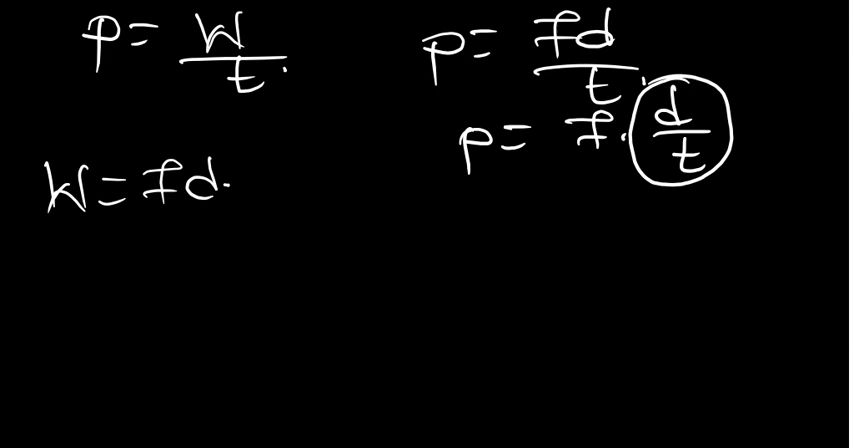 P = W/t.
W = Fd.
P = Fd/t.
P = F. d/t